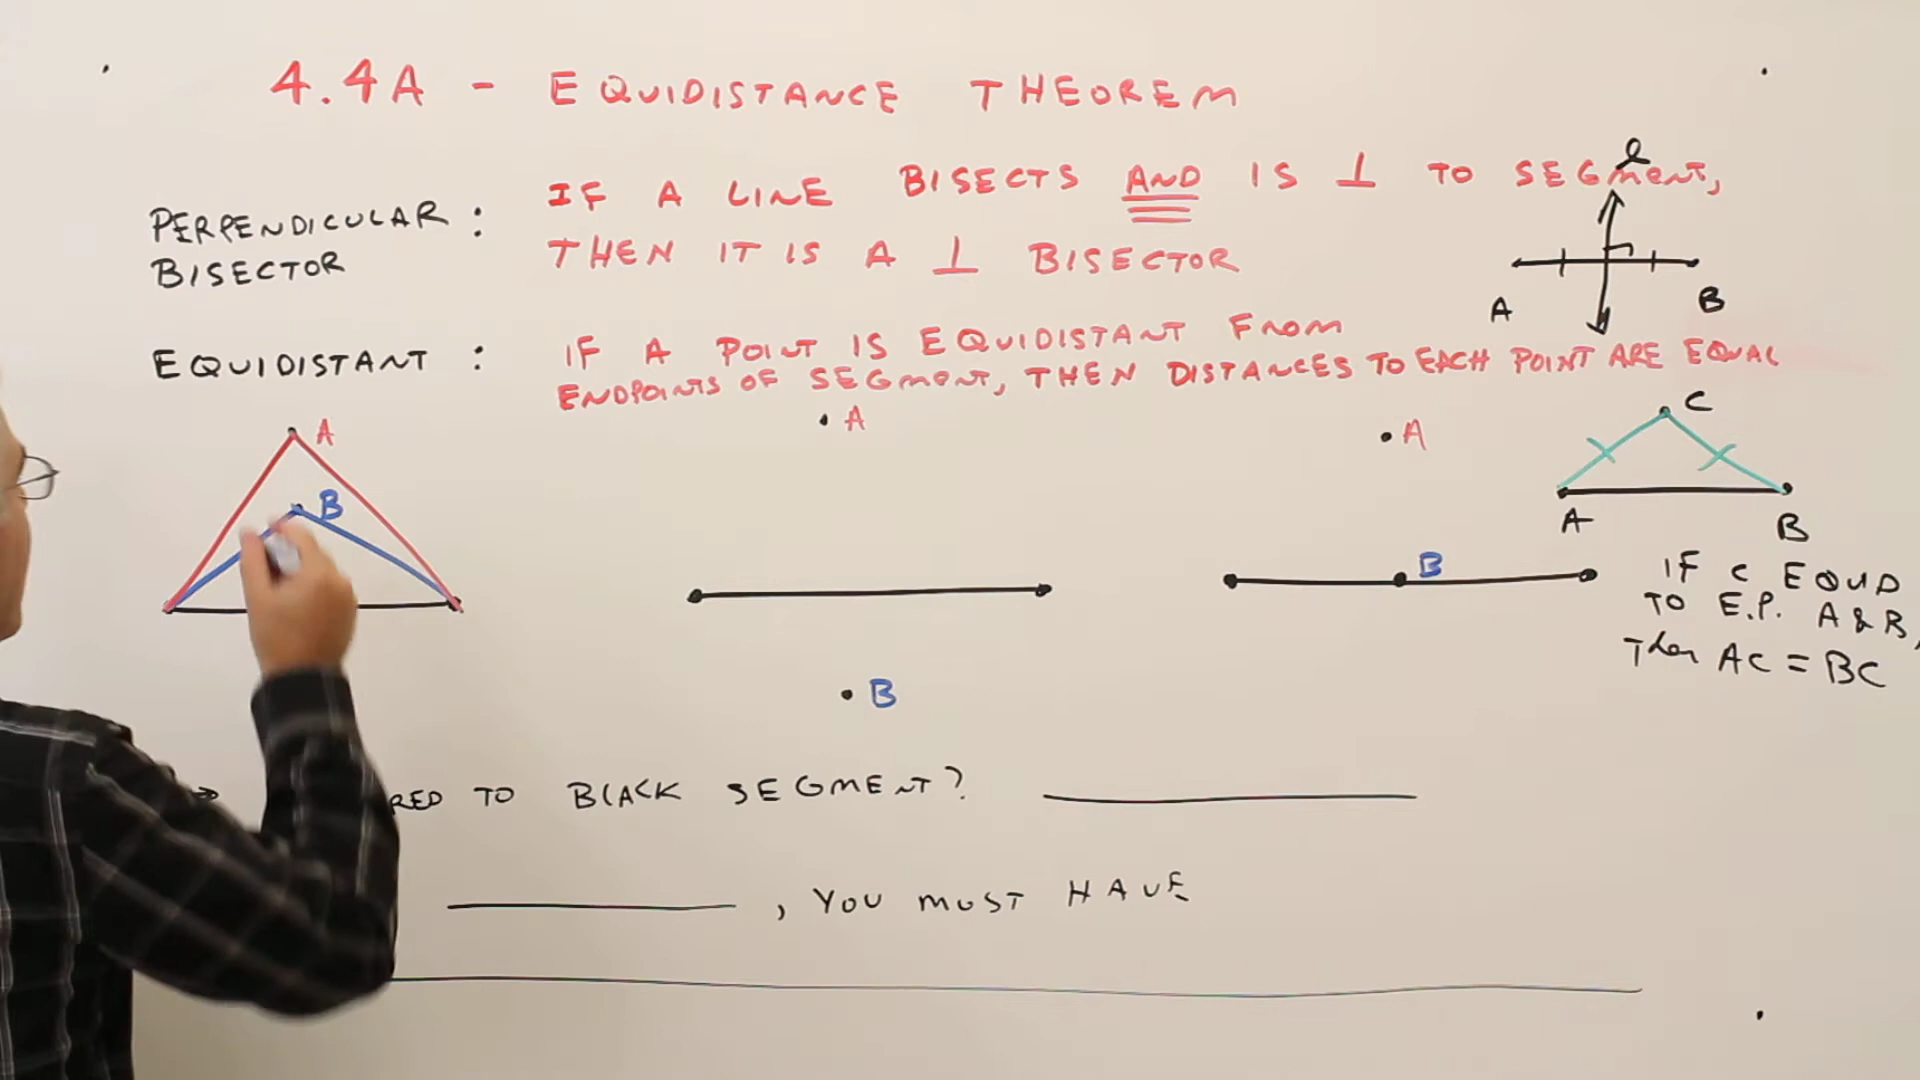 4.4A - EQUIDISTANCE THEOREM
PERPENDICULAR BISECTOR :
IF A LINE BISECTS AND IS ⊥ TO SEGMENT,
THEN IT IS A ⊥ BISECTOR
l
A
B
EQUIDISTANT :
IF A POINT IS EQUIDISTANT FROM
ENDPOINTS OF SEGMENT, THEN DISTANCES TO EACH POINT ARE EQUAL
A
B
A
B
A
B
C
A
B
IF C EQUD
TO E.P. A & B,
Then AC = BC
RED TO BLACK SEGMENT?
, YOU MUST HAVE